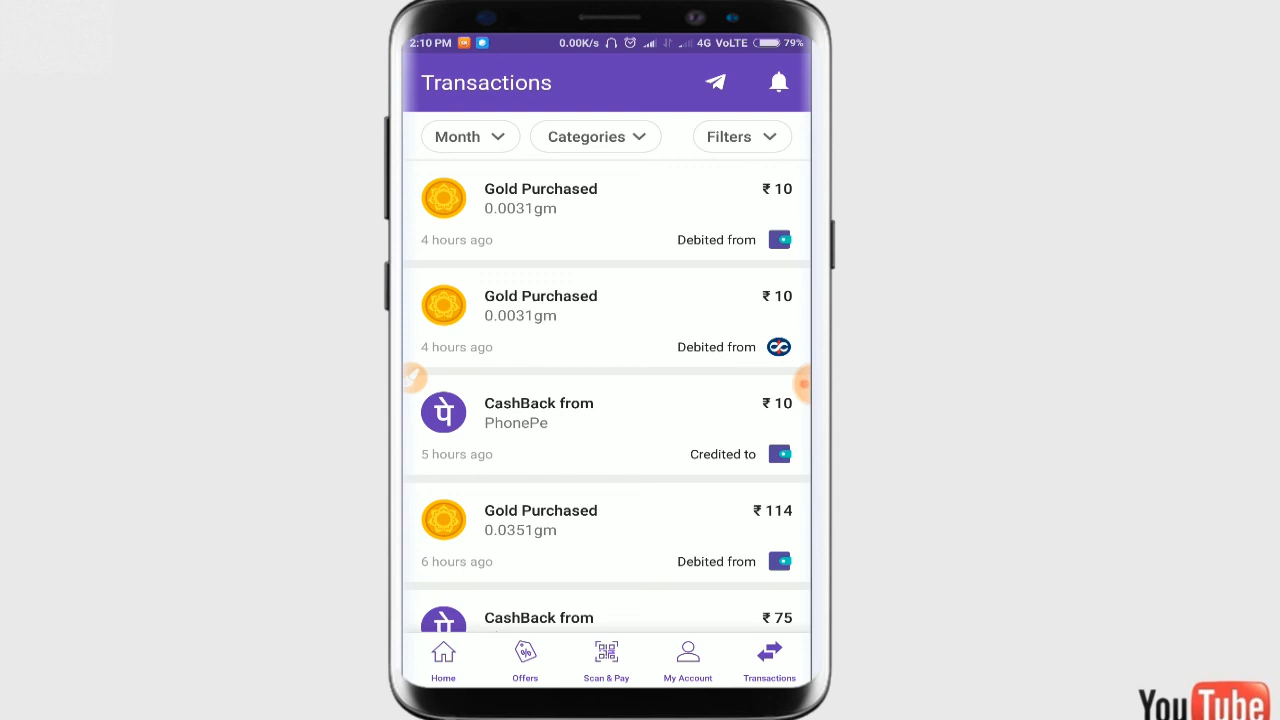 2:10 PM 0.00K/s 4G VoLTE 79%
Transactions
Month Categories Filters
Gold Purchased ₹ 10
0.0031gm
4 hours ago Debited from
Gold Purchased ₹ 10
0.0031gm
4 hours ago Debited from
CashBack from ₹ 10
पे PhonePe
5 hours ago Credited to
Gold Purchased ₹ 114
0.0351gm
6 hours ago Debited from
CashBack from ₹ 75
पे
Home Offers Scan & Pay My Account Transactions
YouTube